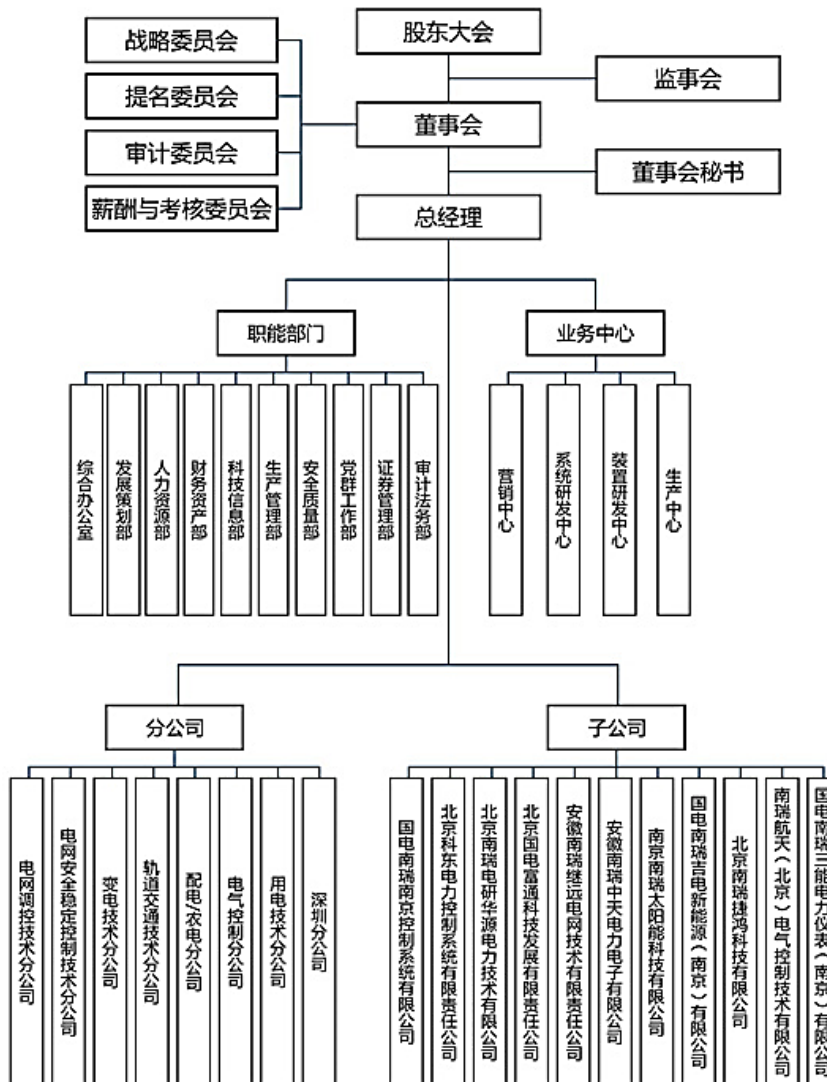 股东大会
战略委员会
监事会
提名委员会
董事会
审计委员会
董事会秘书
薪酬与考核委员会
总经理
职能部门
业务中心
综合办公室
发展策划部
人力资源部
财务资产部
科技信息部
生产管理部
安全质量部
党群工作部
证券管理部
审计法务部
营销中心
系统研发中心
装置研发中心
生产中心
分公司
子公司
电网调控技术分公司
电网安全稳定控制技术分公司
变电技术分公司
轨道交通技术分公司
配电/农电分公司
电气控制分公司
用电技术分公司
深圳分公司
国电南瑞南京控制系统有限公司
北京科东电力控制系统有限责任公司
北京南瑞电研华源电力技术有限公司
北京国电富通科技发展有限责任公司
安徽南瑞继远电网技术有限责任公司
安徽南瑞中天电力电子有限公司
南京南瑞太阳能科技有限公司
国电南瑞吉电新能源（南京）有限公司
北京南瑞捷鸿科技有限公司
南瑞航天（北京）电气控制技术有限公司
国电南瑞三能电力仪表（南京）有限公司